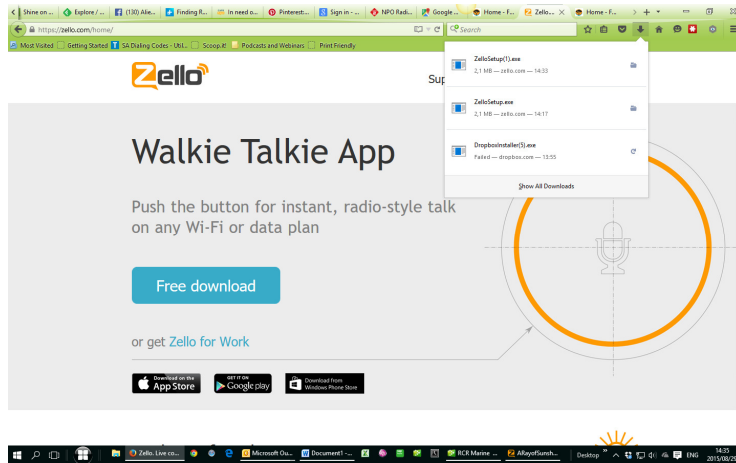 Shine on ...
Explore / ...
(130) Alie...
Finding R...
In need o...
Pinterest:...
Sign in - ...
NPO Radi...
Google ...
Home - F...
Zello.... ×
Home - F...
https://zello.com/home/
Search
Most Visited
Getting Started
SA Dialing Codes - Util...
Scoop.it!
Podcasts and Webinars
Print Friendly
Zello
Sup
ZelloSetup(1).exe
2,1 MB — zello.com — 14:33
ZelloSetup.exe
2,1 MB — zello.com — 14:17
DropboxInstaller(5).exe
Failed — dropbox.com — 13:55
Show All Downloads
Walkie Talkie App
Push the button for instant, radio-style talk
on any Wi-Fi or data plan
Free download
or get Zello for Work
Download on the
App Store
GET IT ON
Google play
Download from
Windows Phone Store
Zello. Live co...
Microsoft Ou...
Document1 -...
RCR Marine ...
ARayofSunsh...
Desktop
ENG
14:35
2015/08/29